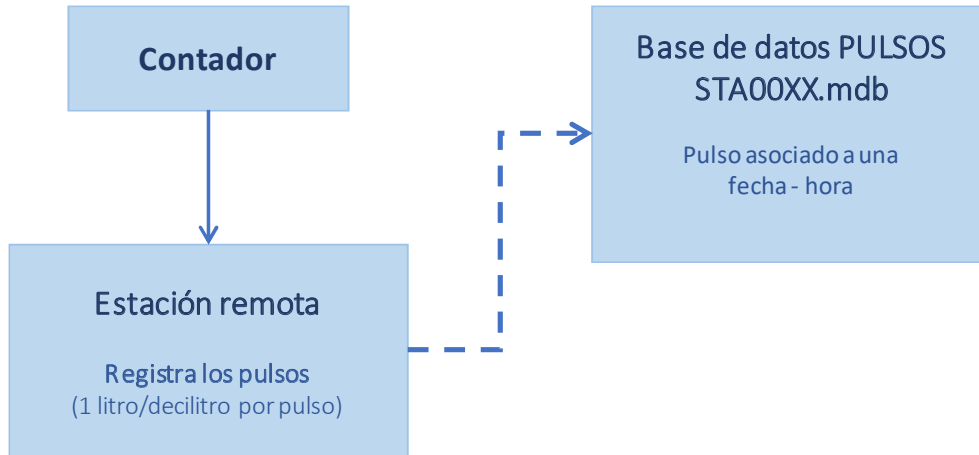 Contador
Base de datos PULSOS
STA00XX.mdb
Pulso asociado a una
fecha - hora
Estación remota
Registra los pulsos
(1 litro/decilitro por pulso)